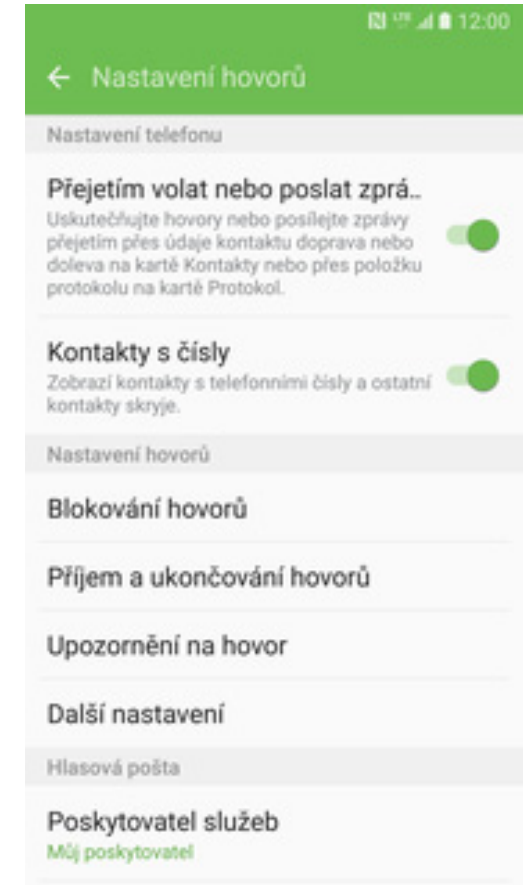 LTE 12:00
Nastavení hovorů
Nastavení telefonu
Přejetím volat nebo poslat zprá..
Uskutečňujte hovory nebo posílejte zprávy
přejetím přes údaje kontaktu doprava nebo
doleva na kartě Kontakty nebo přes položku
protokolu na kartě Protokol.
Kontakty s čísly
Zobrazí kontakty s telefonními čísly a ostatní
kontakty skryje.
Nastavení hovorů
Blokování hovorů
Příjem a ukončování hovorů
Upozornění na hovor
Další nastavení
Hlasová pošta
Poskytovatel služeb
Můj poskytovatel